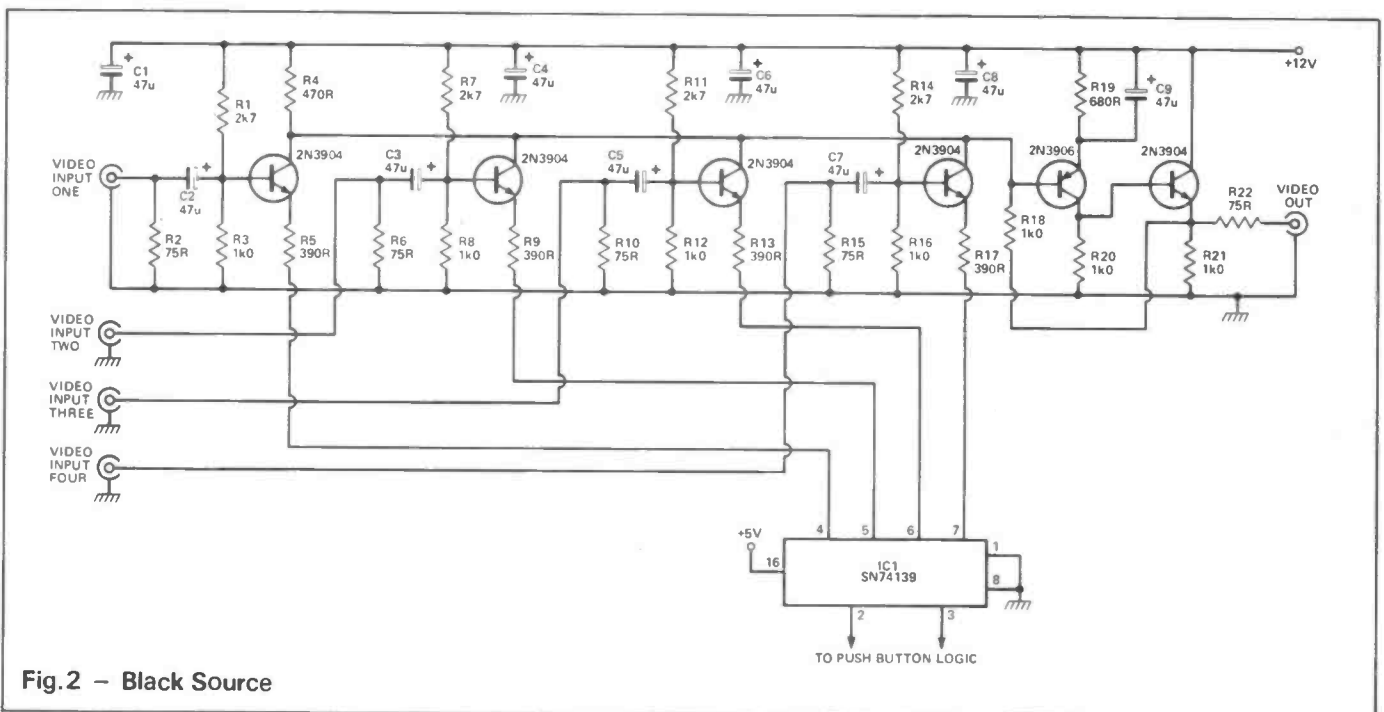 C1
47u
R4
470R
R1
2k7
R7
2k7
C4
47u
R11
2k7
C6
47u
R14
2k7
C8
47u
R19
680R
C9
47u
+12V
VIDEO
INPUT
ONE
C2
47u
2N3904
C3
47u
2N3904
C5
47u
2N3904
C7
47u
2N3904
2N3906
2N3904
R22
75R
VIDEO
OUT
R2
75R
R3
1k0
R5
390R
R6
75R
R8
1k0
R9
390R
R10
75R
R12
1k0
R13
390R
R15
75R
R16
1k0
R17
390R
R18
1k0
R20
1k0
R21
1k0
VIDEO
INPUT
TWO
VIDEO
INPUT
THREE
VIDEO
INPUT
FOUR
+5V
16
4
5
6
7
1
8
IC1
SN74139
2
3
TO PUSH BUTTON LOGIC
Fig.2 – Black Source